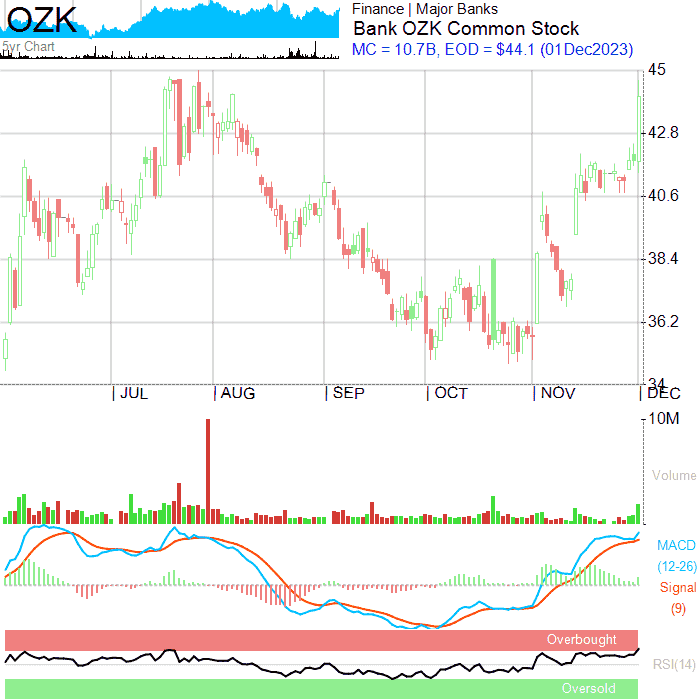 OZK
5yr Chart
Finance | Major Banks
Bank OZK Common Stock
MC = 10.7B, EOD = $44.1 (01Dec2023)
45
42.8
40.6
38.4
36.2
34
JUL
AUG
SEP
OCT
NOV
DEC
10M
Volume
MACD
(12-26)
Signal
(9)
Overbought
RSI(14)
Oversold